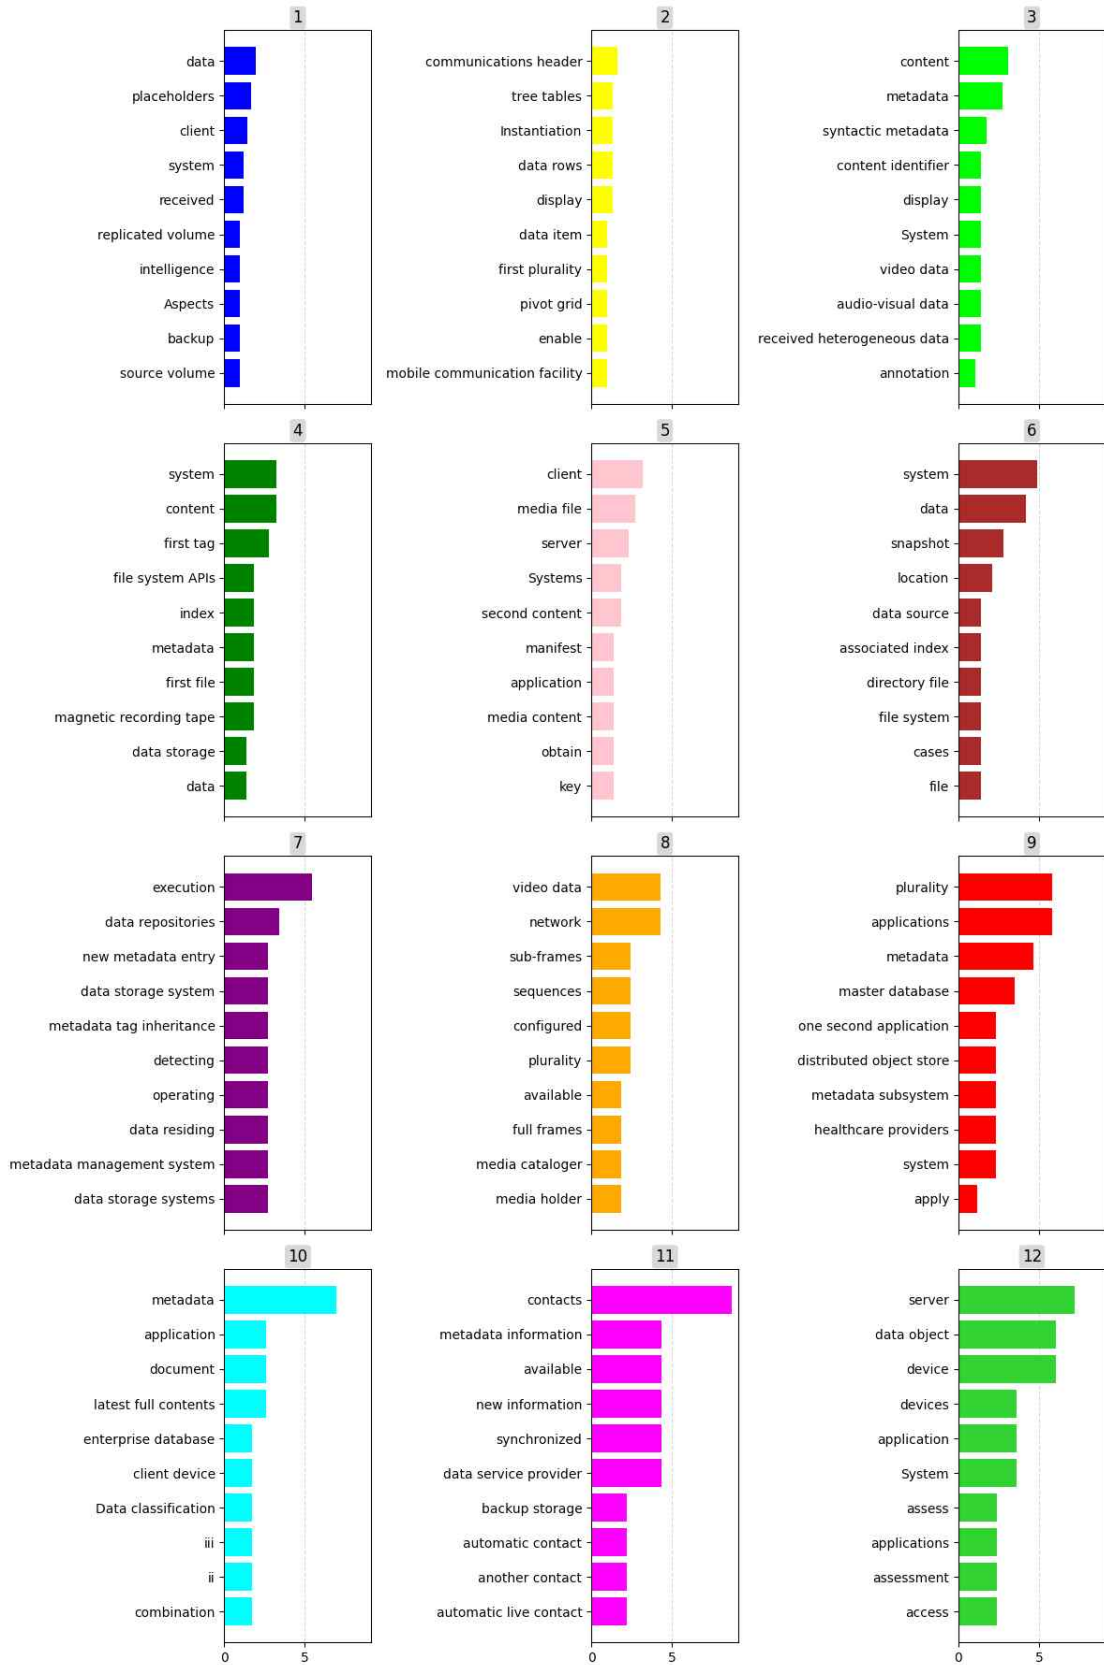 1
data
placeholders
client
system
received
replicated volume
intelligence
Aspects
backup
source volume
2
communications header
tree tables
Instantiation
data rows
display
data item
first plurality
pivot grid
enable
mobile communication facility
3
content
metadata
syntactic metadata
content identifier
display
System
video data
audio-visual data
received heterogeneous data
annotation
4
system
content
first tag
file system APIs
index
metadata
first file
magnetic recording tape
data storage
data
5
client
media file
server
Systems
second content
manifest
application
media content
obtain
key
6
system
data
snapshot
location
data source
associated index
directory file
file system
cases
file
7
execution
data repositories
new metadata entry
data storage system
metadata tag inheritance
detecting
operating
data residing
metadata management system
data storage systems
8
video data
network
sub-frames
sequences
configured
plurality
available
full frames
media cataloger
media holder
9
plurality
applications
metadata
master database
one second application
distributed object store
metadata subsystem
healthcare providers
system
apply
10
metadata
application
document
latest full contents
enterprise database
client device
Data classification
iii
ii
combination
0 5
11
contacts
metadata information
available
new information
synchronized
data service provider
backup storage
automatic contact
another contact
automatic live contact
0 5
12
server
data object
device
devices
application
System
assess
applications
assessment
access
0 5